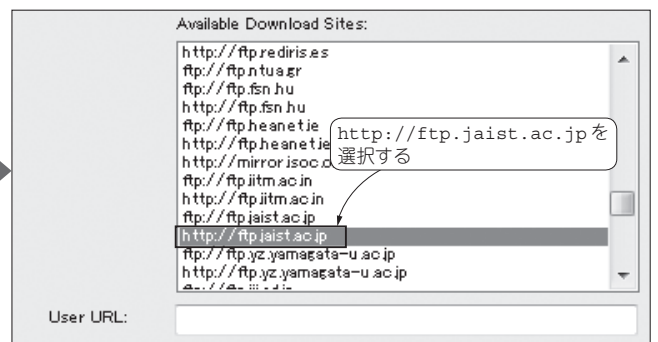 Available Download Sites:
http://ftp.rediris.es
ftp://ftp.ntua.gr
ftp://ftp.fsn.hu
http://ftp.fsn.hu
ftp://ftp.heanet.ie
http://ftp.heanet.ie
http://mirror.isoc.o
ftp://ftp.iitm.ac.in
http://ftp.iitm.ac.in
ftp://ftp.jaist.ac.jp
http://ftp.jaist.ac.jp
ftp://ftp.yz.yamagata-u.ac.jp
http://ftp.yz.yamagata-u.ac.jp
http://ftp.jaist.ac.jpを
選択する
User URL: